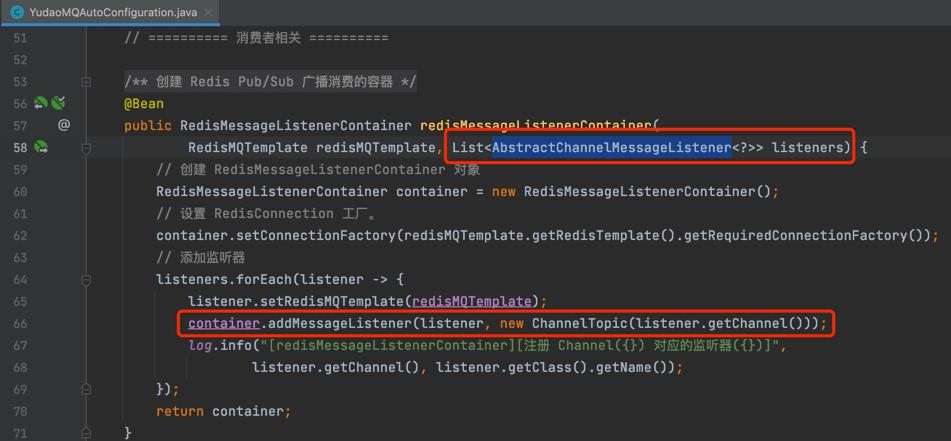 YudaoMQAutoConfiguration.java
51 // ========== 消费者相关 ==========
52
53 /** 创建 Redis Pub/Sub 广播消费的容器 */
56 @Bean
57 @ public RedisMessageListenerContainer redisMessageListenerContainer(
58 RedisMQTemplate redisMQTemplate, List<AbstractChannelMessageListener<?>> listeners) {
59 // 创建 RedisMessageListenerContainer 对象
60 RedisMessageListenerContainer container = new RedisMessageListenerContainer();
61 // 设置 RedisConnection 工厂。
62 container.setConnectionFactory(redisMQTemplate.getRedisTemplate().getRequiredConnectionFactory());
63 // 添加监听器
64 listeners.forEach(listener -> {
65 listener.setRedisMQTemplate(redisMQTemplate);
66 container.addMessageListener(listener, new ChannelTopic(listener.getChannel()));
67 log.info("[redisMessageListenerContainer][注册 Channel({}) 对应的监听器({})]",
68 listener.getChannel(), listener.getClass().getName());
69 });
70 return container;
71 }